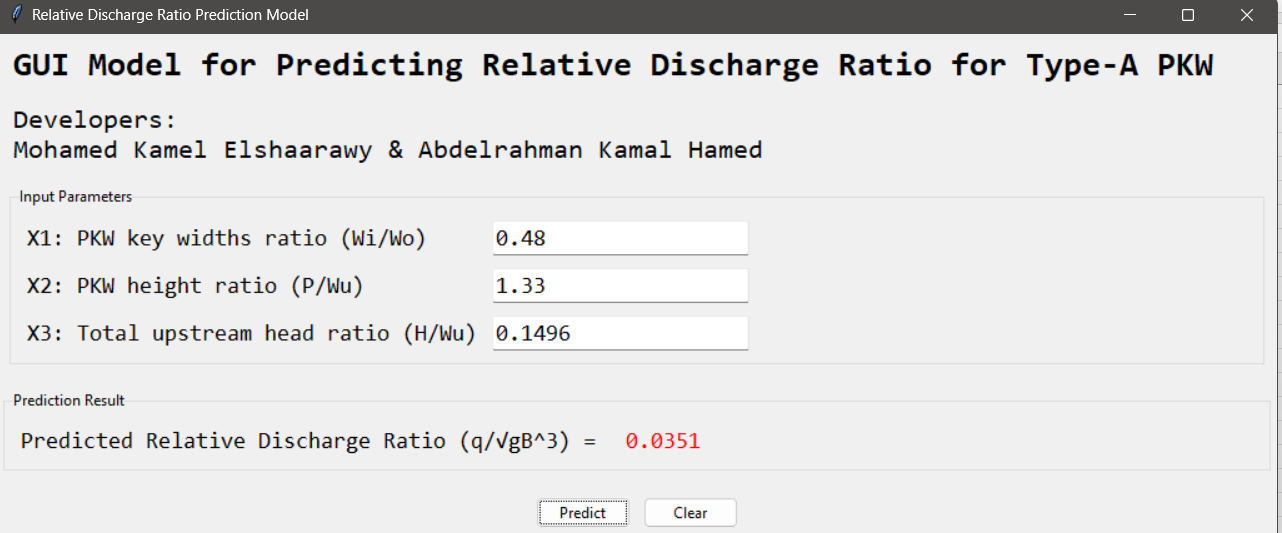 Relative Discharge Ratio Prediction Model
GUI Model for Predicting Relative Discharge Ratio for Type-A PKW
Developers:
Mohamed Kamel Elshaarawy & Abdelrahman Kamal Hamed
Input Parameters
X1: PKW key widths ratio (Wi/Wo) 0.48
X2: PKW height ratio (P/Wu) 1.33
X3: Total upstream head ratio (H/Wu) 0.1496
Prediction Result
Predicted Relative Discharge Ratio (q/√gB^3) = 0.0351
Predict Clear